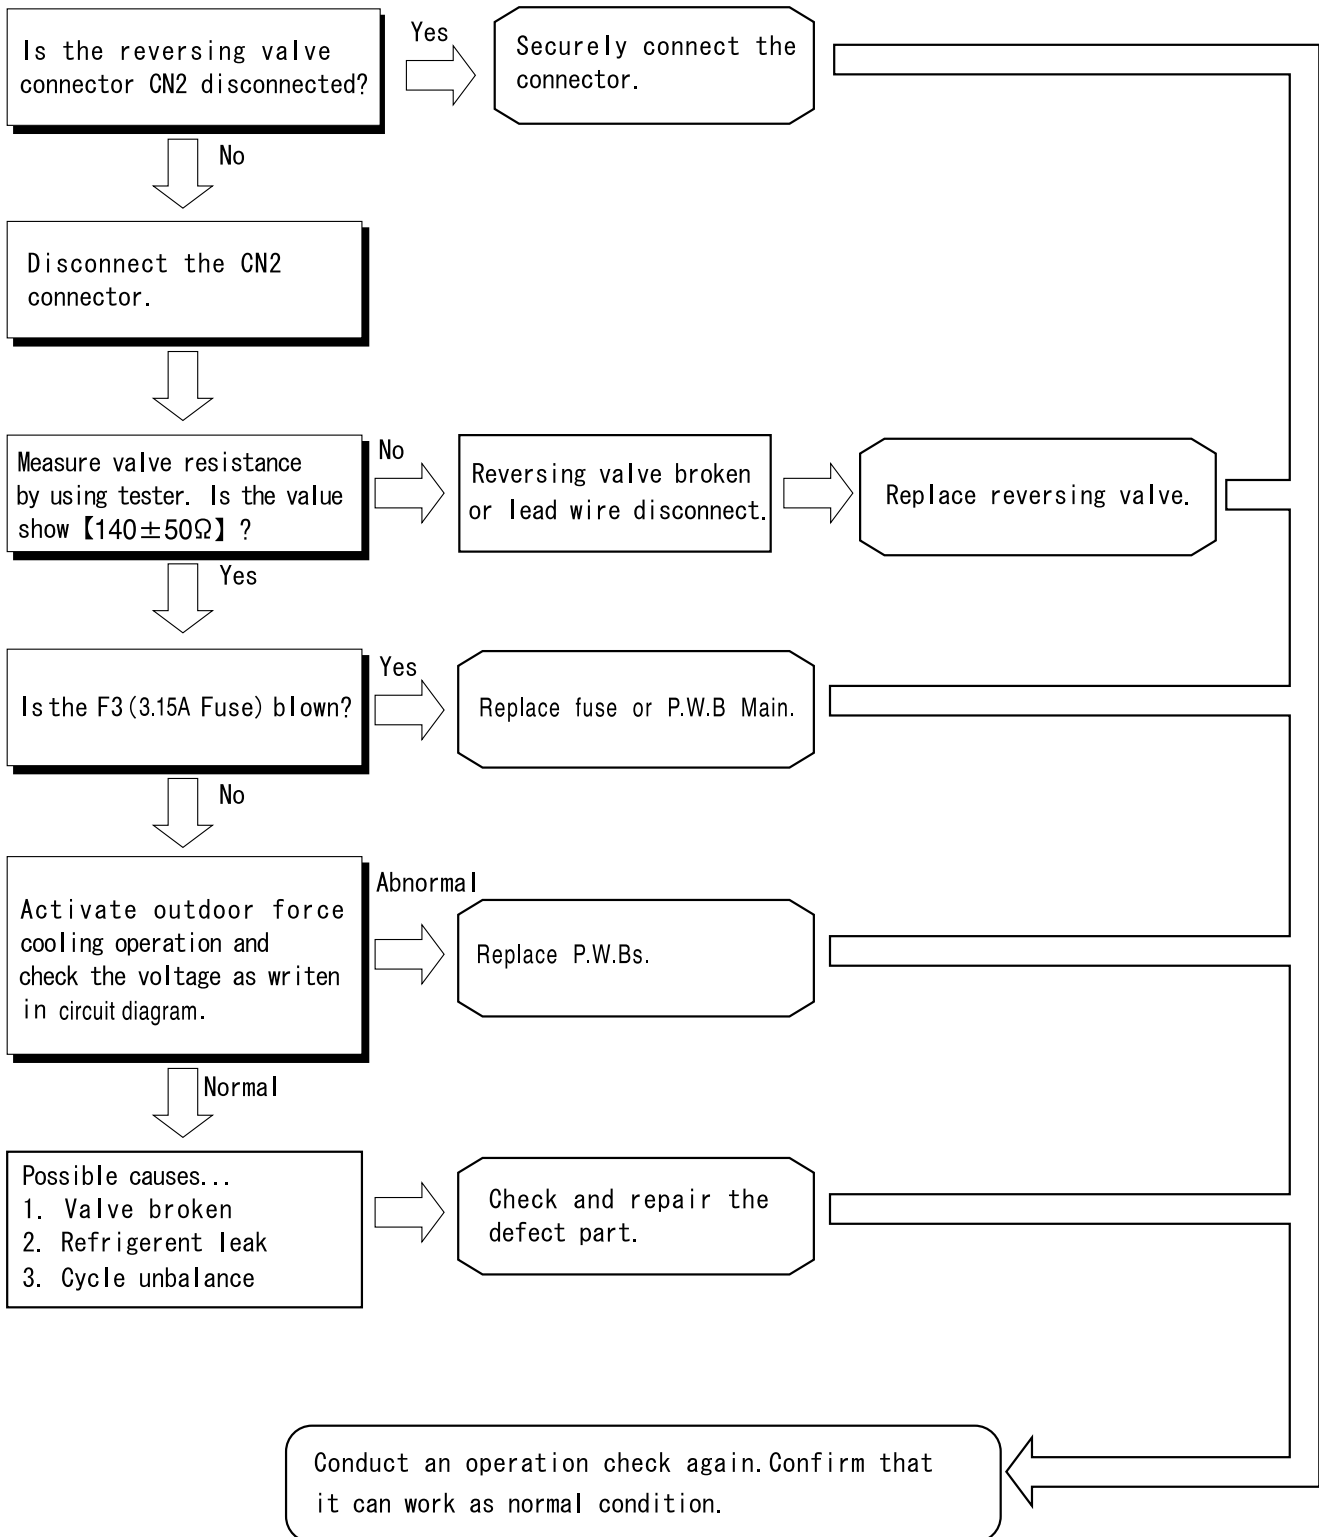 Is the reversing valve
connector CN2 disconnected?
Yes
Securely connect the
connector.
No
Disconnect the CN2
connector.
Measure valve resistance
by using tester. Is the value
show【140±50Ω】?
No
Reversing valve broken
or lead wire disconnect.
Replace reversing valve.
Yes
Is the F3(3.15A Fuse) blown?
Yes
Replace fuse or P.W.B Main.
No
Activate outdoor force
cooling operation and
check the voltage as writen
in circuit diagram.
Abnormal
Replace P.W.Bs.
Normal
Possible causes...
1. Valve broken
2. Refrigerent leak
3. Cycle unbalance
Check and repair the
defect part.
Conduct an operation check again. Confirm that
it can work as normal condition.